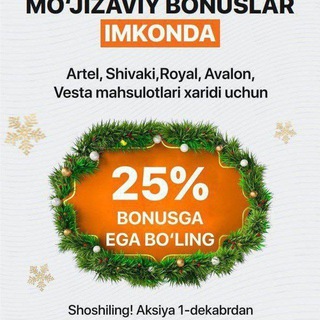 MO‘JIZAVIY BONUSLAR
IMKONDA
Artel, Shivaki,Royal, Avalon,
Vesta mahsulotlari xaridi uchun
25%
BONUSGA
EGA BO‘LING
Shoshiling! Aksiya 1-dekabrdan